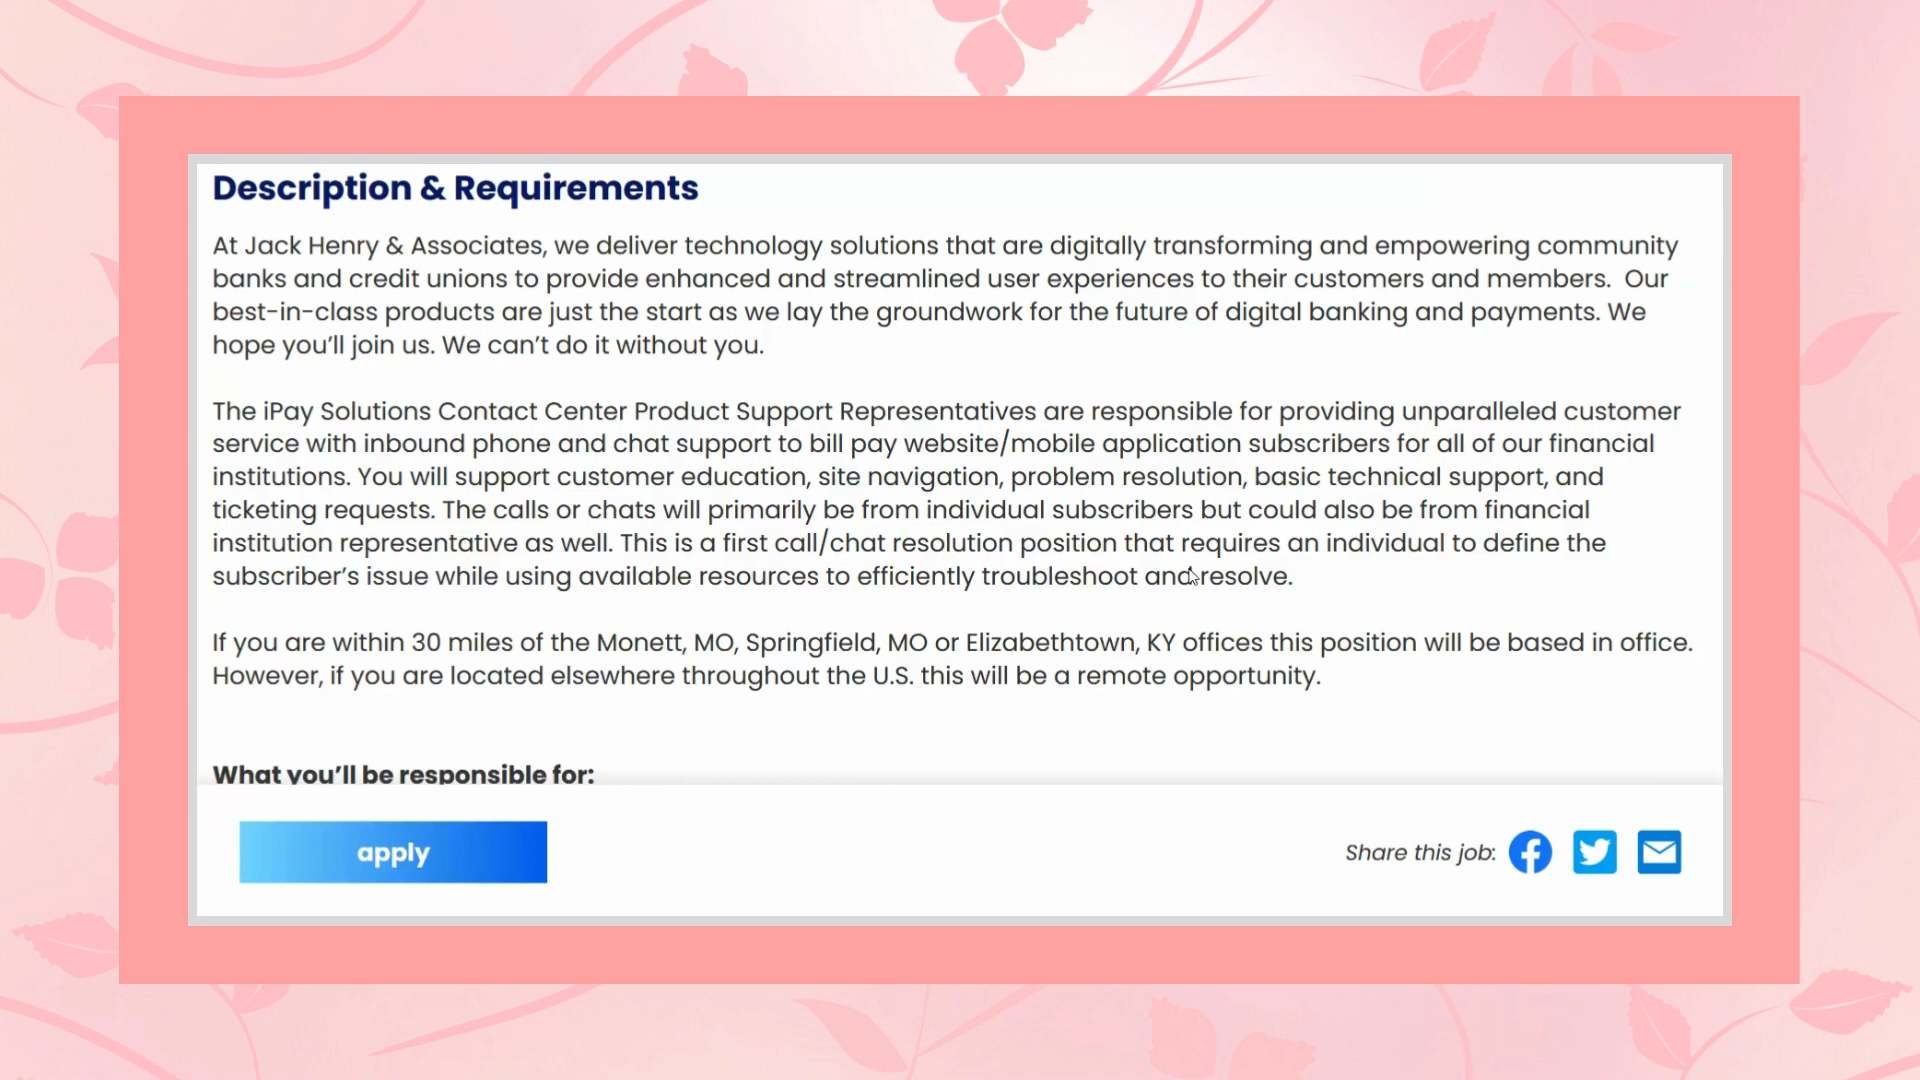 Description & Requirements
At Jack Henry & Associates, we deliver technology solutions that are digitally transforming and empowering community
banks and credit unions to provide enhanced and streamlined user experiences to their customers and members.  Our
best-in-class products are just the start as we lay the groundwork for the future of digital banking and payments. We
hope you’ll join us. We can’t do it without you.
The iPay Solutions Contact Center Product Support Representatives are responsible for providing unparalleled customer
service with inbound phone and chat support to bill pay website/mobile application subscribers for all of our financial
institutions. You will support customer education, site navigation, problem resolution, basic technical support, and
ticketing requests. The calls or chats will primarily be from individual subscribers but could also be from financial
institution representative as well. This is a first call/chat resolution position that requires an individual to define the
subscriber’s issue while using available resources to efficiently troubleshoot and resolve.
If you are within 30 miles of the Monett, MO, Springfield, MO or Elizabethtown, KY offices this position will be based in office.
However, if you are located elsewhere throughout the U.S. this will be a remote opportunity.
What you’ll be responsible for:
apply
Share this job: